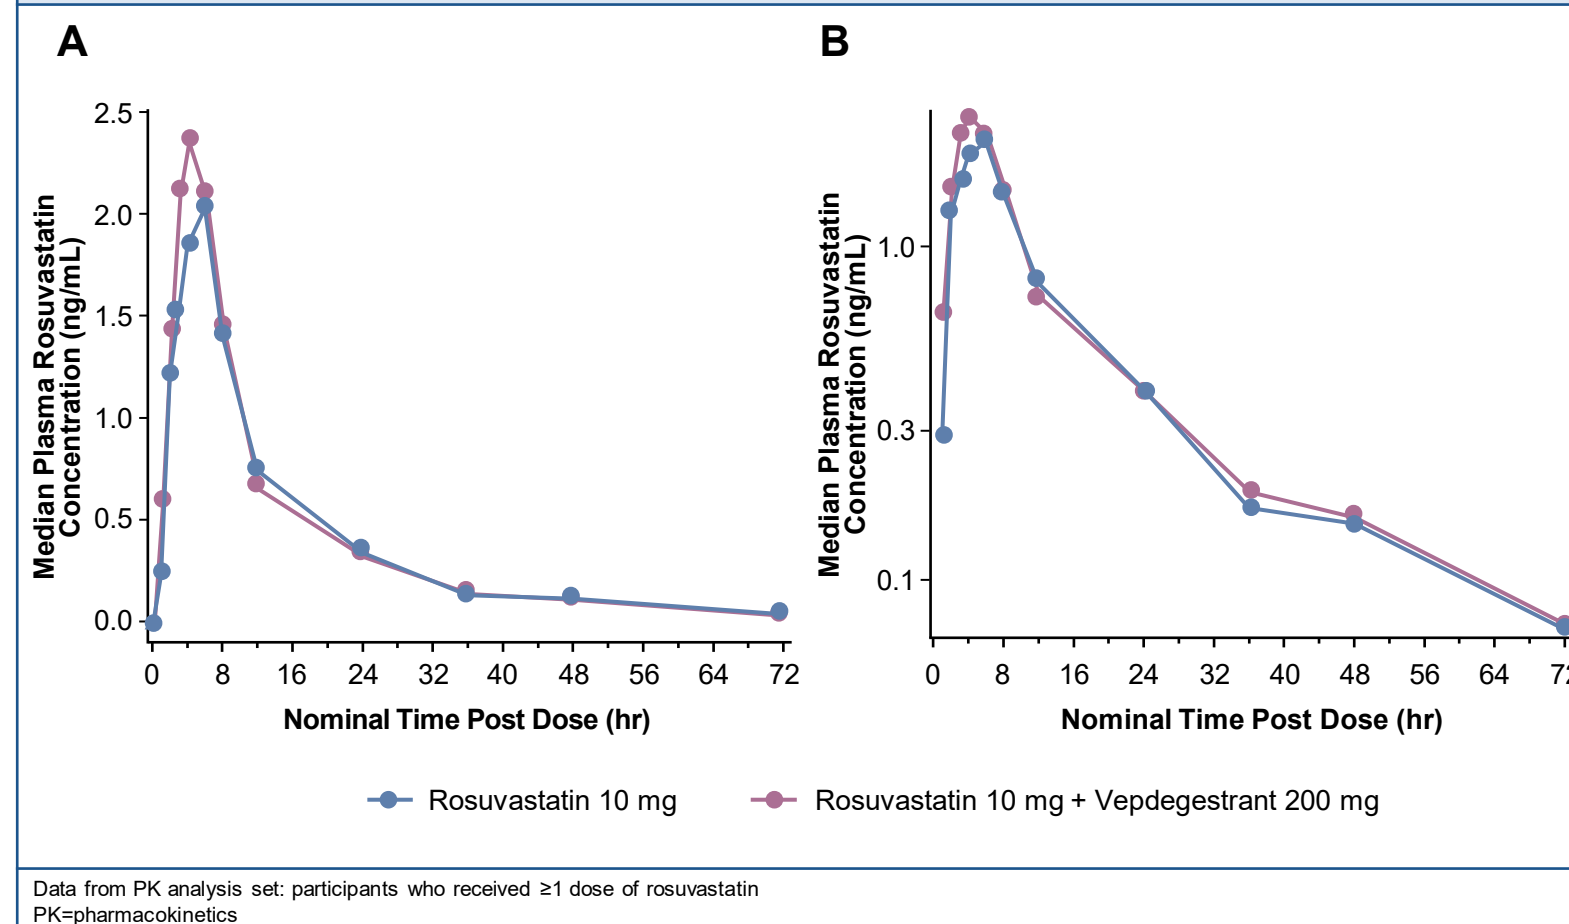 A
B
Median Plasma Rosuvastatin
Concentration (ng/mL)
2.5
2.0
1.5
1.0
0.5
0.0
0 8 16 24 32 40 48 56 64 72
Nominal Time Post Dose (hr)
Median Plasma Rosuvastatin
Concentration (ng/mL)
1.0
0.3
0.1
0 8 16 24 32 40 48 56 64 72
Nominal Time Post Dose (hr)
Rosuvastatin 10 mg
Rosuvastatin 10 mg + Vepdegestrant 200 mg
Data from PK analysis set: participants who received ≥1 dose of rosuvastatin
PK=pharmacokinetics